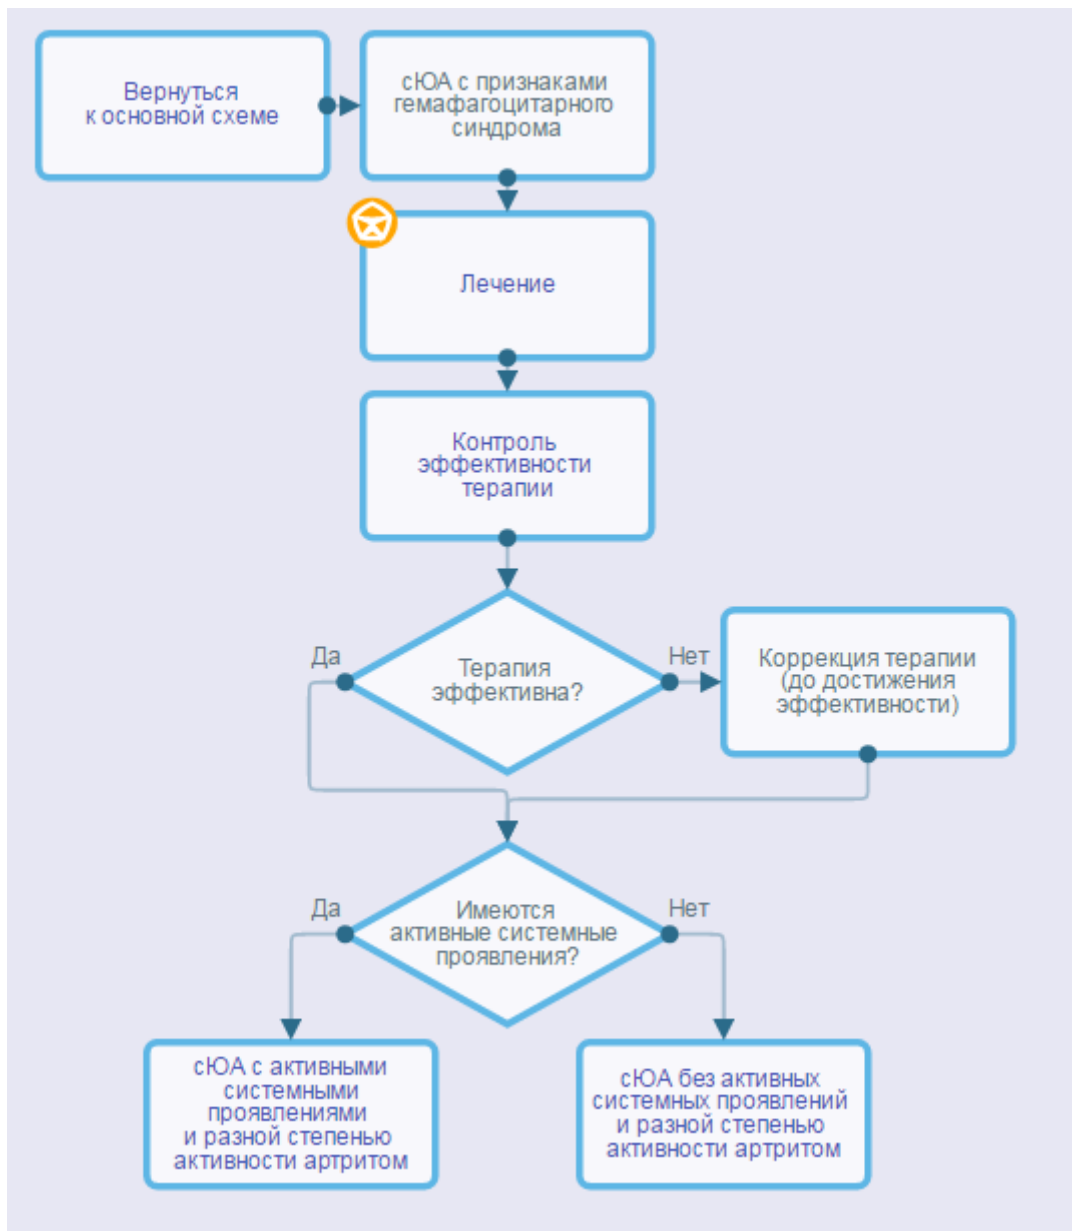 Вернуться
к основной схеме
сЮА с признаками
гемафагоцитарного
синдрома
Лечение
Контроль
эффективности
терапии
Терапия
эффективна?
Да
Нет
Коррекция терапии
(до достижения
эффективности)
Имеются
активные системные
проявления?
Да
Нет
сЮА с активными
системными
проявлениями
и разной степенью
активности артритом
сЮА без активных
системных проявлений
и разной степенью
активности артритом